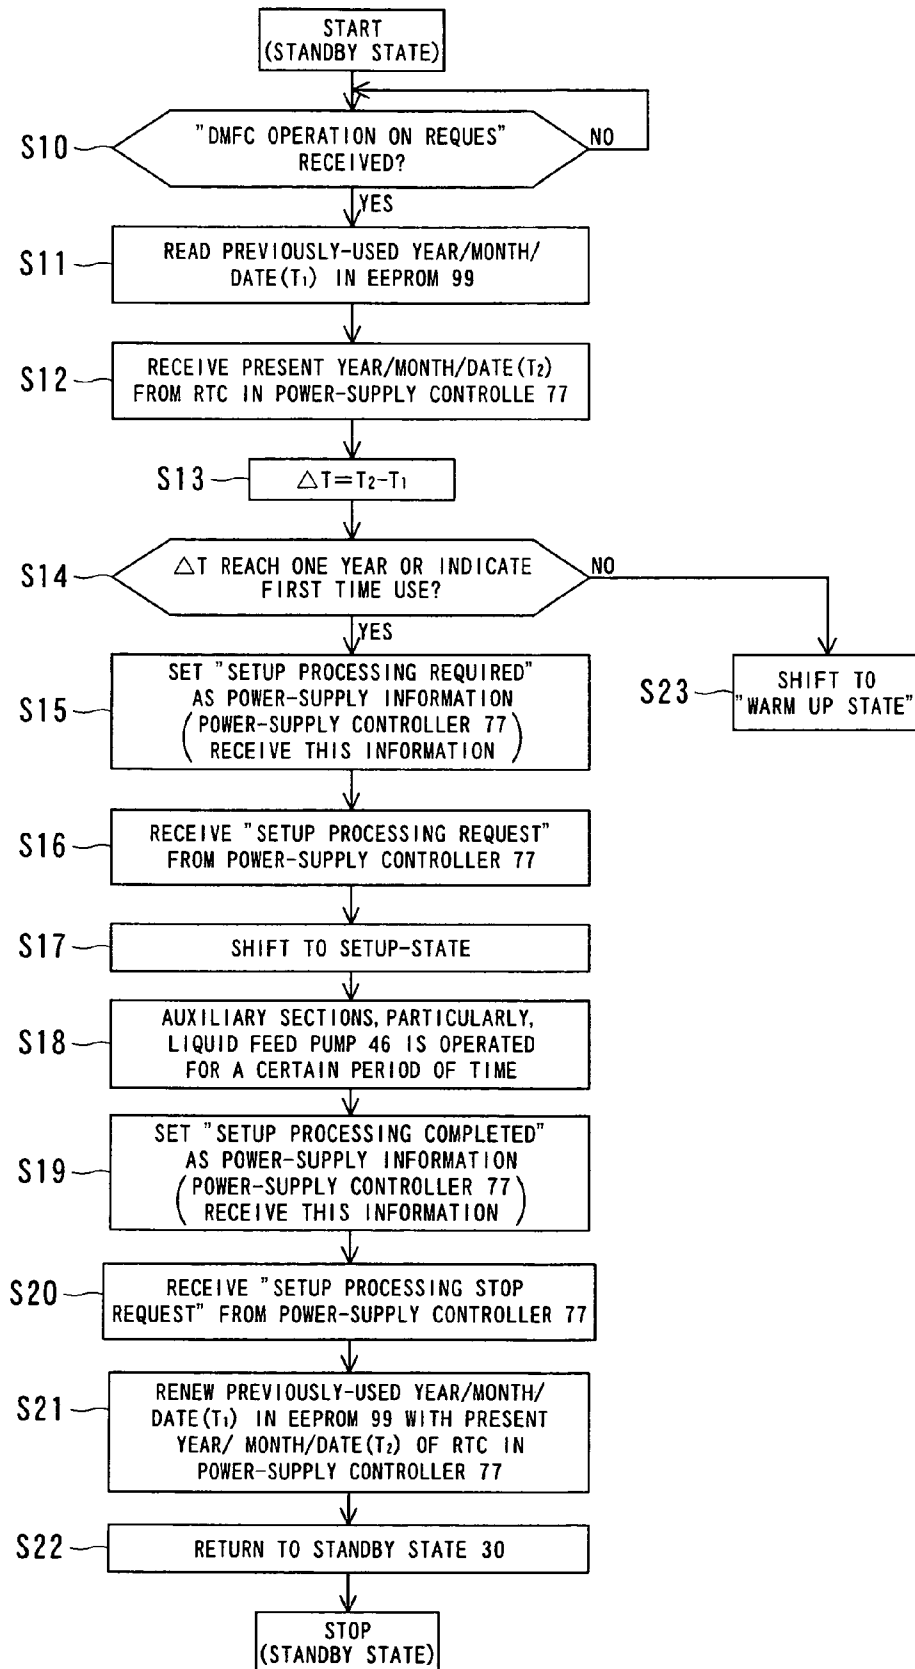 START
(STANDBY STATE)
S10
"DMFC OPERATION ON REQUES"
RECEIVED?
NO
YES
S11
READ PREVIOUSLY-USED YEAR/MONTH/
DATE(T1) IN EEPROM 99
S12
RECEIVE PRESENT YEAR/MONTH/DATE(T2)
FROM RTC IN POWER-SUPPLY CONTROLLE 77
S13
△T=T2-T1
S14
△T REACH ONE YEAR OR INDICATE
FIRST TIME USE?
NO
YES
S15
SET "SETUP PROCESSING REQUIRED"
AS POWER-SUPPLY INFORMATION
(POWER-SUPPLY CONTROLLER 77
RECEIVE THIS INFORMATION)
S23
SHIFT TO
"WARM UP STATE"
S16
RECEIVE "SETUP PROCESSING REQUEST"
FROM POWER-SUPPLY CONTROLLER 77
S17
SHIFT TO SETUP-STATE
S18
AUXILIARY SECTIONS, PARTICULARLY,
LIQUID FEED PUMP 46 IS OPERATED
FOR A CERTAIN PERIOD OF TIME
S19
SET "SETUP PROCESSING COMPLETED"
AS POWER-SUPPLY INFORMATION
(POWER-SUPPLY CONTROLLER 77
RECEIVE THIS INFORMATION)
S20
RECEIVE "SETUP PROCESSING STOP
REQUEST" FROM POWER-SUPPLY CONTROLLER 77
S21
RENEW PREVIOUSLY-USED YEAR/MONTH/
DATE(T1) IN EEPROM 99 WITH PRESENT
YEAR/ MONTH/DATE(T2) OF RTC IN
POWER-SUPPLY CONTROLLER 77
S22
RETURN TO STANDBY STATE 30
STOP
(STANDBY STATE)